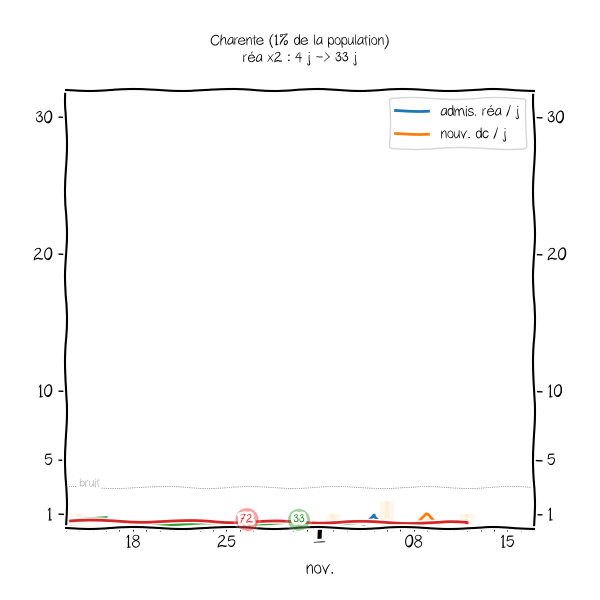 Charente (1% de la population)
réa x2 : 4 j -> 33 j
admis. réa / j
nouv. dc / j
30
30
20
20
10
10
5
5
bruit
1
1
72
33
18
25
1
08
15
nov.